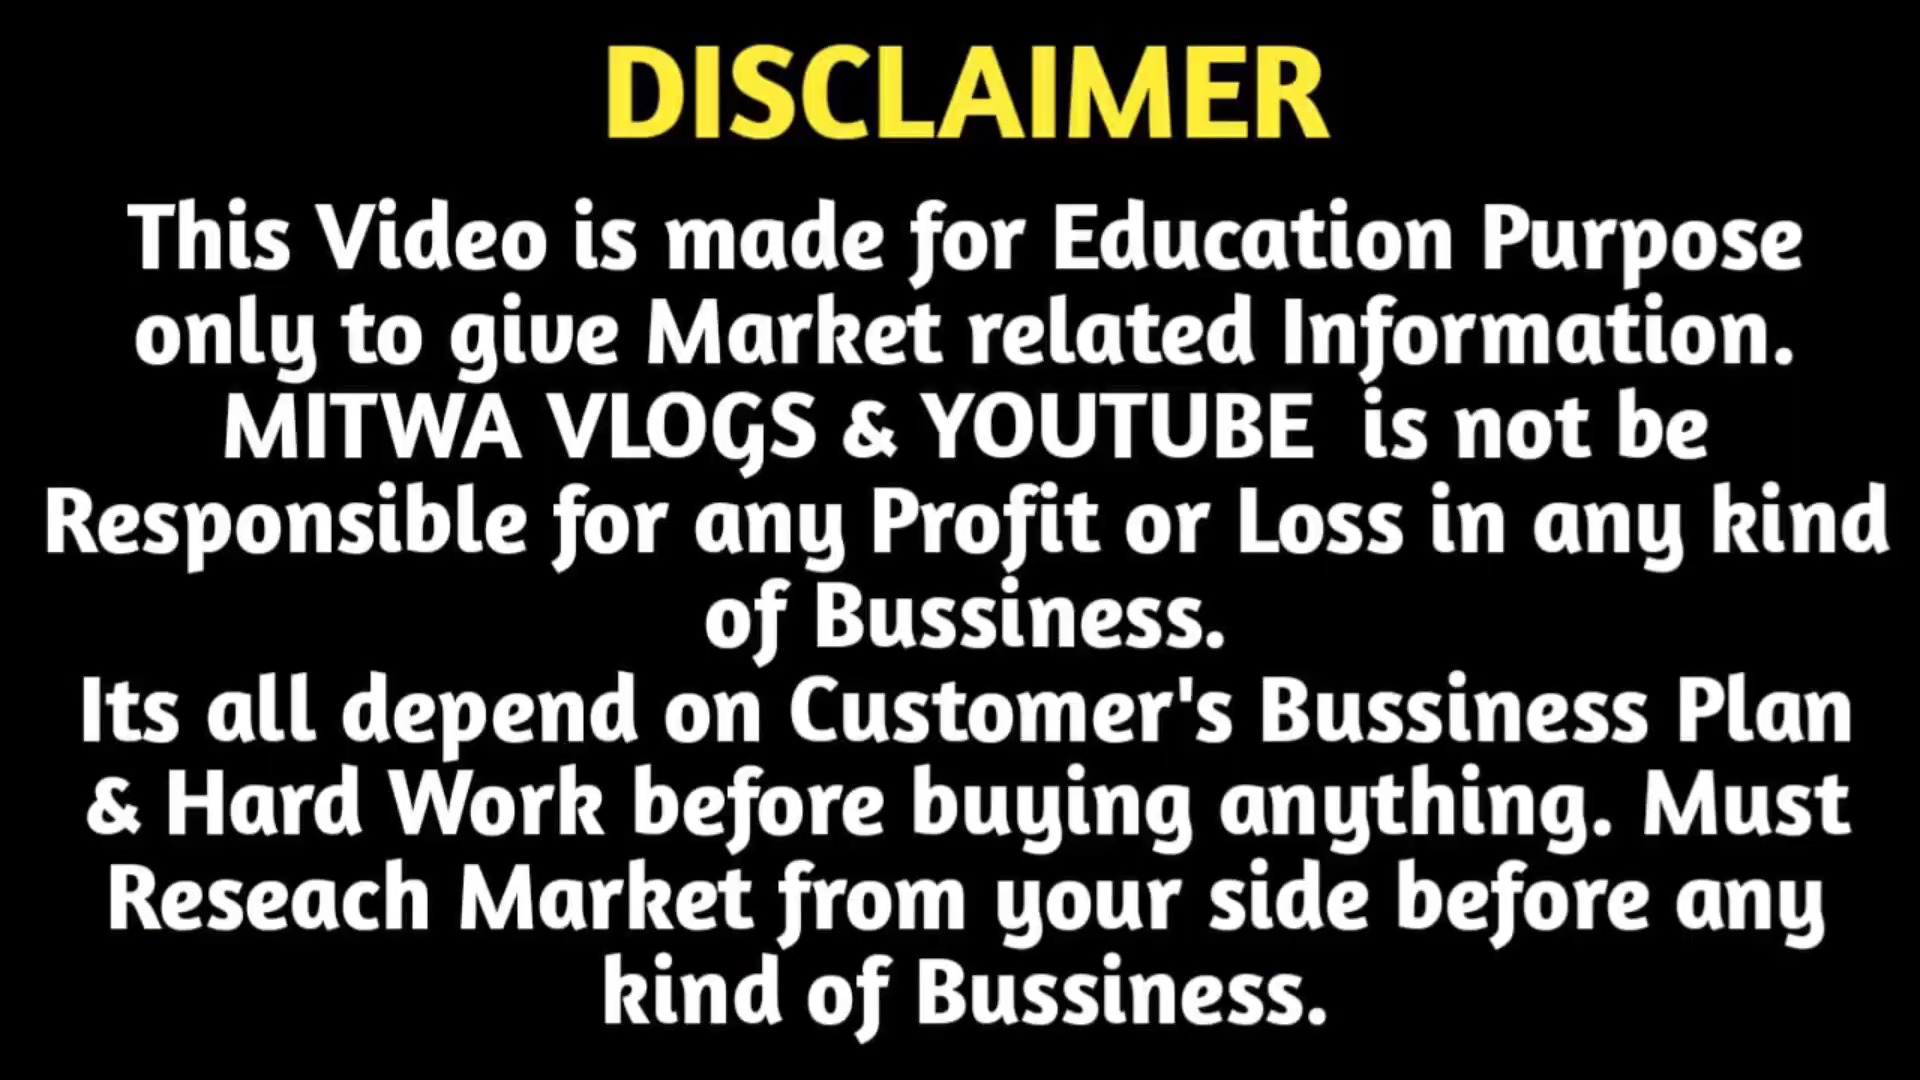 DISCLAIMER
This Video is made for Education Purpose
only to give Market related Information.
MITWA VLOGS & YOUTUBE is not be
Responsible for any Profit or Loss in any kind
of Bussiness.
Its all depend on Customer's Bussiness Plan
& Hard Work before buying anything. Must
Reseach Market from your side before any
kind of Bussiness.